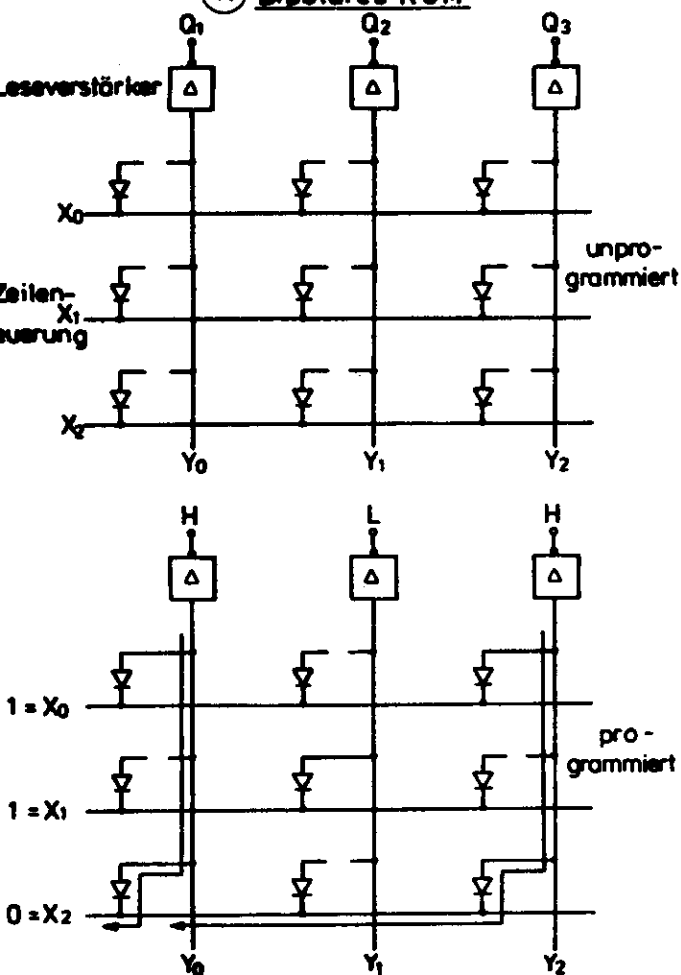 Q1 Q2 Q3
Leseverstärker Δ Δ Δ
X0
unpro-
grammiert
Zeilen-
X1
X2
Y0 Y1 Y2
H L H
Δ Δ Δ
1 = X0
pro-
grammiert
1 = X1
0 = X2
Y0 Y1 Y2